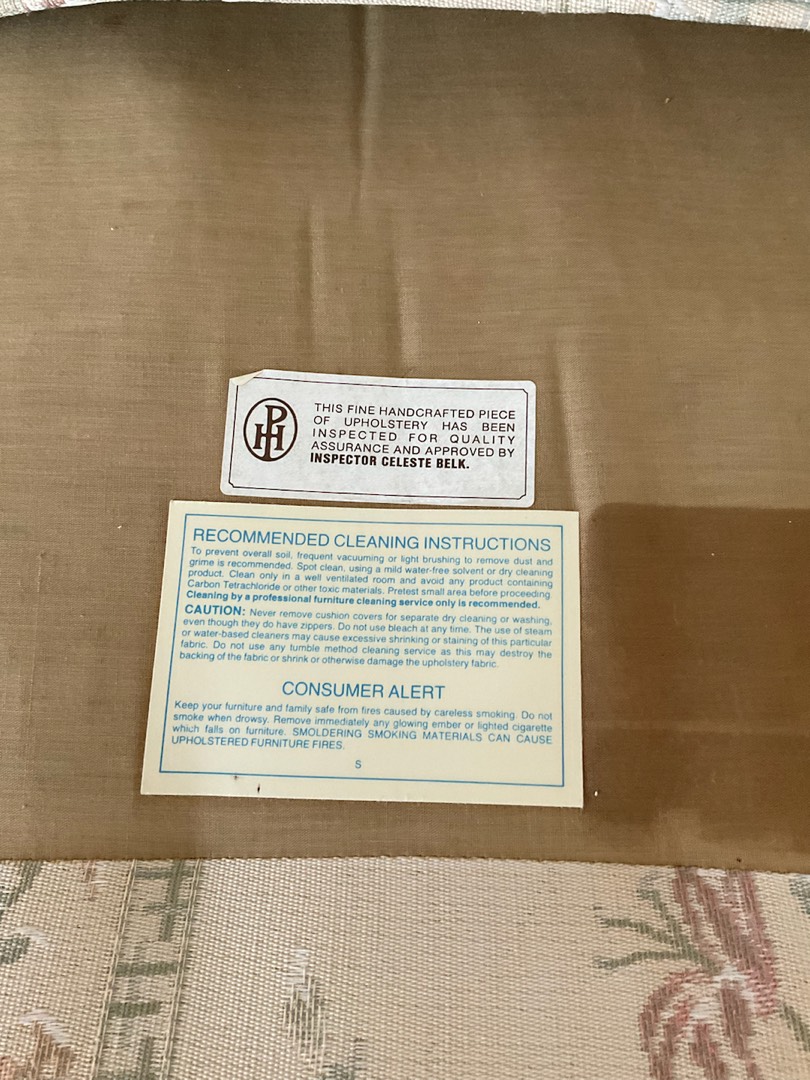 PHH
THIS FINE HANDCRAFTED PIECE
OF UPHOLSTERY HAS BEEN
INSPECTED FOR QUALITY
ASSURANCE AND APPROVED BY
INSPECTOR CELESTE BELK.
RECOMMENDED CLEANING INSTRUCTIONS
To prevent overall soil, frequent vacuuming or light brushing to remove dust and
grime is recommended. Spot clean, using a mild water-free solvent or dry cleaning
product. Clean only in a well ventilated room and avoid any product containing
Carbon Tetrachloride or other toxic materials. Pretest small area before proceeding.
Cleaning by a professional furniture cleaning service only is recommended.
CAUTION: Never remove cushion covers for separate dry cleaning or washing,
even though they do have zippers. Do not use bleach at any time. The use of steam
or water-based cleaners may cause excessive shrinking or staining of this particular
fabric. Do not use any tumble method cleaning service as this may destroy the
backing of the fabric or shrink or otherwise damage the upholstery fabric.
CONSUMER ALERT
Keep your furniture and family safe from fires caused by careless smoking. Do not
smoke when drowsy. Remove immediately any glowing ember or lighted cigarette
which falls on furniture. SMOLDERING SMOKING MATERIALS CAN CAUSE
UPHOLSTERED FURNITURE FIRES.
S